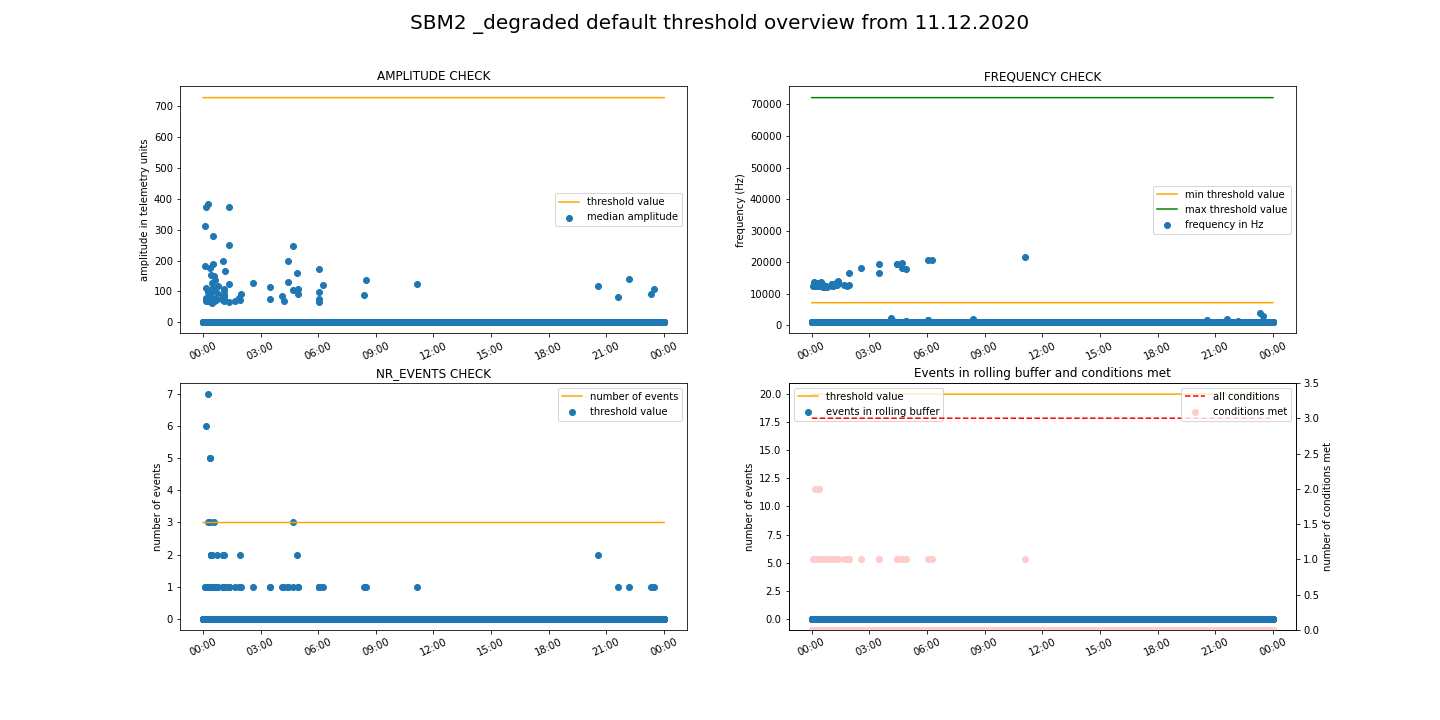 SBM2 _degraded default threshold overview from 11.12.2020
AMPLITUDE CHECK
amplitude in telemetry units
700
600
500
400
300
200
100
0
threshold value
median amplitude
00:00 03:00 06:00 09:00 12:00 15:00 18:00 21:00 00:00
FREQUENCY CHECK
frequency (Hz)
70000
60000
50000
40000
30000
20000
10000
0
min threshold value
max threshold value
frequency in Hz
00:00 03:00 06:00 09:00 12:00 15:00 18:00 21:00 00:00
NR_EVENTS CHECK
number of events
7
6
5
4
3
2
1
0
number of events
threshold value
00:00 03:00 06:00 09:00 12:00 15:00 18:00 21:00 00:00
Events in rolling buffer and conditions met
number of events
20.0
17.5
15.0
12.5
10.0
7.5
5.0
2.5
0.0
threshold value
events in rolling buffer
all conditions
conditions met
3.5
3.0
2.5
2.0
1.5
1.0
0.5
0.0
number of conditions met
00:00 03:00 06:00 09:00 12:00 15:00 18:00 21:00 00:00